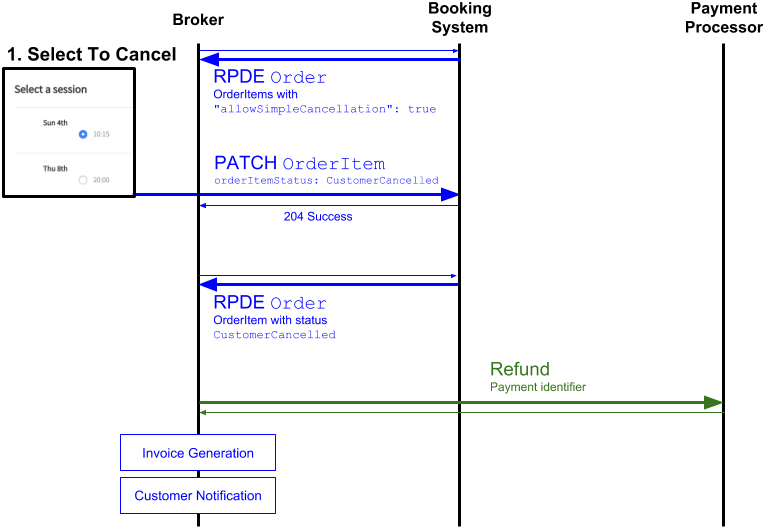 Broker
Booking
System
Payment
Processor
1. Select To Cancel
Select a session
Sun 4th
10:15
Thu 8th
20:00
RPDE Order
OrderItems with
"allowSimpleCancellation": true
PATCH OrderItem
orderItemStatus: CustomerCancelled
204 Success
RPDE Order
OrderItem with status
CustomerCancelled
Refund
Payment identifier
Invoice Generation
Customer Notification